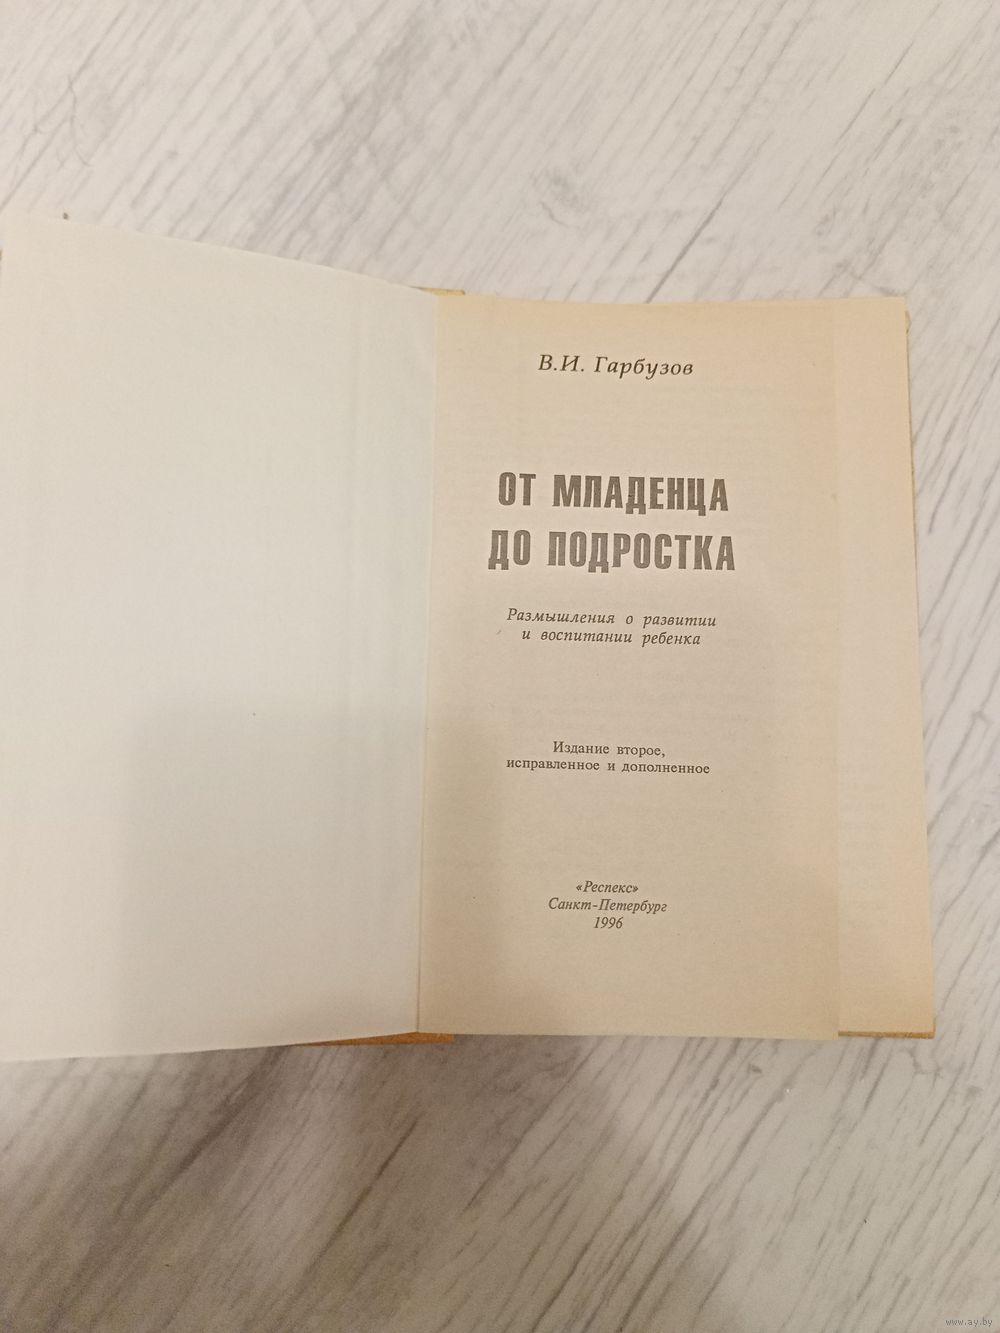 В.И. Гарбузов
ОТ МЛАДЕНЦА
ДО ПОДРОСТКА
Размышления о развитии
и воспитании ребенка
Издание второе,
исправленное и дополненное
«Респекс»
Санкт-Петербург
1996
www.ay.by